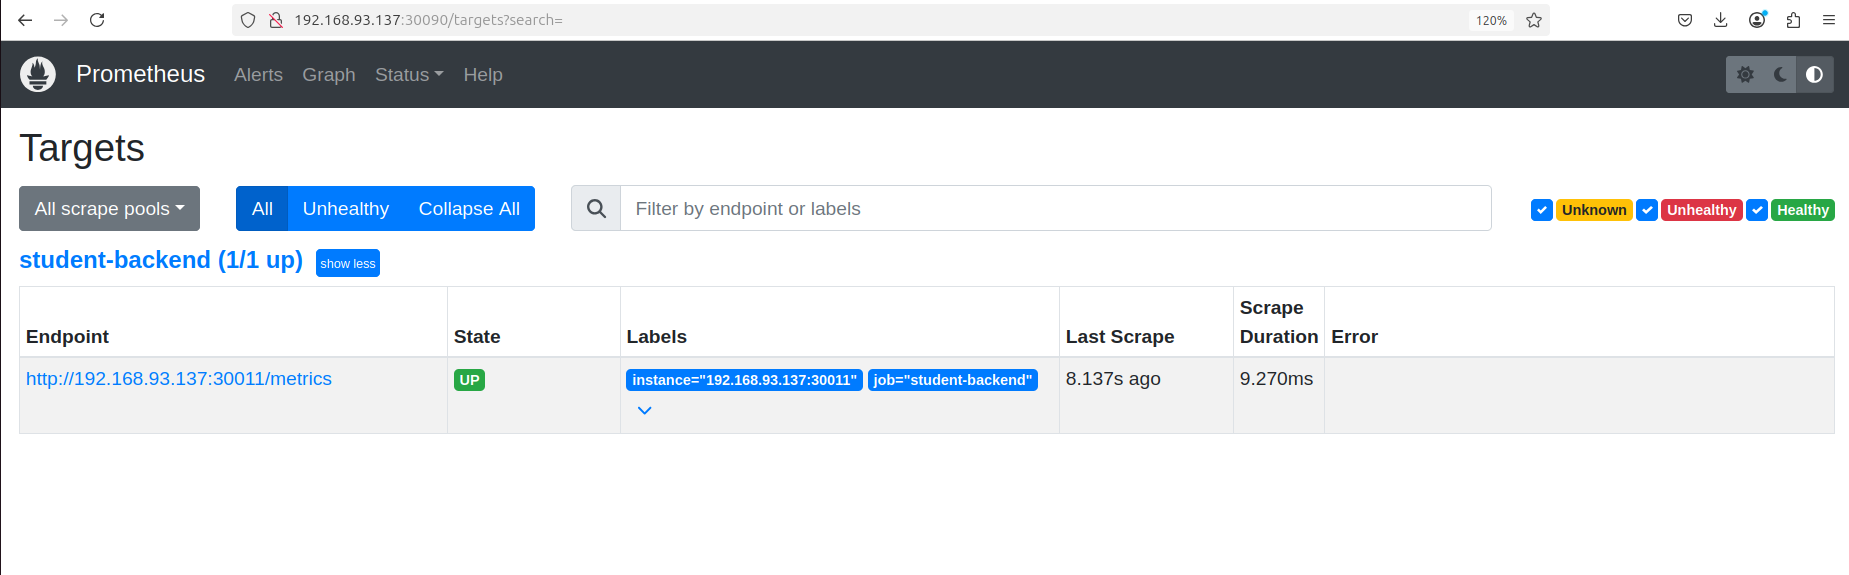 192.168.93.137:30090/targets?search=
120%
Prometheus Alerts Graph Status Help
Targets
All scrape pools All Unhealthy Collapse All Filter by endpoint or labels Unknown Unhealthy Healthy
student-backend (1/1 up) show less
Endpoint State Labels Last Scrape Scrape Duration Error
http://192.168.93.137:30011/metrics UP instance="192.168.93.137:30011" job="student-backend" 8.137s ago 9.270ms